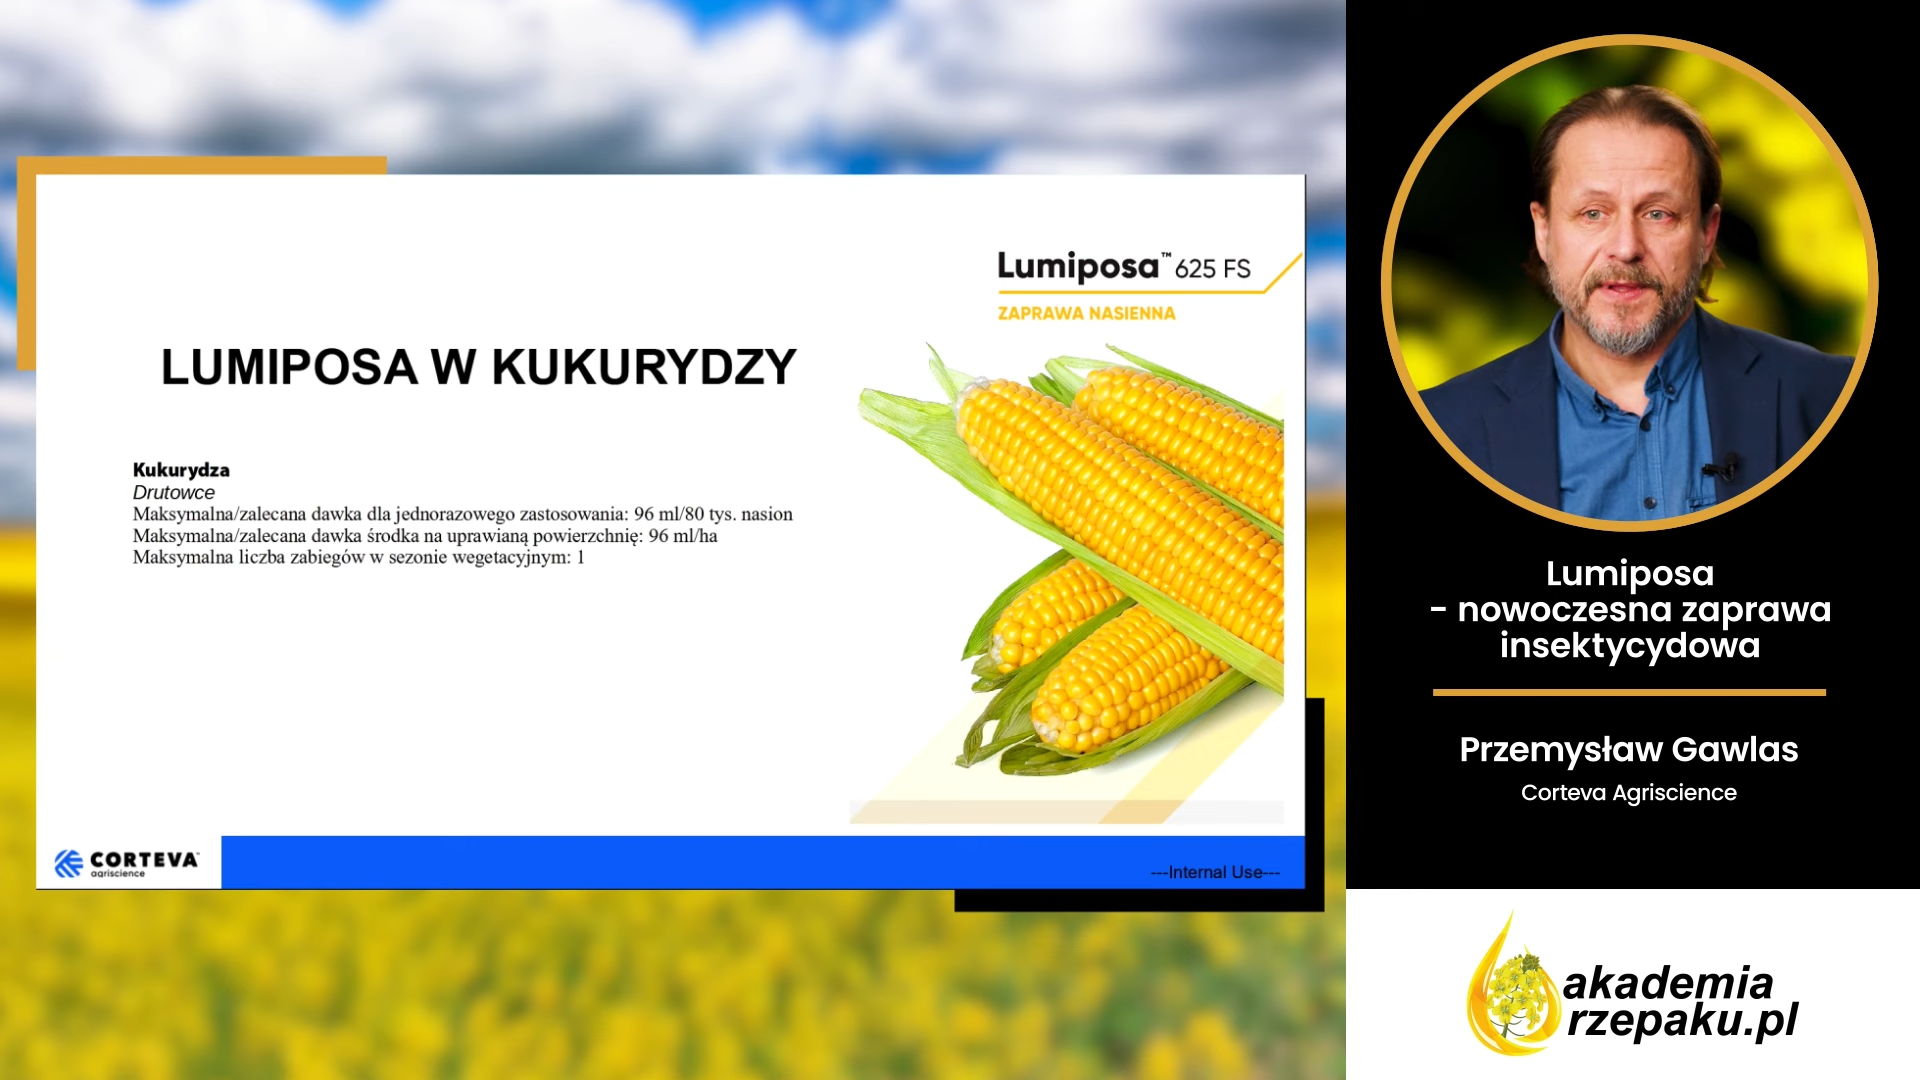 Lumiposa™ 625 FS
ZAPRAWA NASIENNA
LUMIPOSA W KUKURYDZY
Kukurydza
Drutowce
Maksymalna/zalecana dawka dla jednorazowego zastosowania: 96 ml/80 tys. nasion
Maksymalna/zalecana dawka środka na uprawianą powierzchnię: 96 ml/ha
Maksymalna liczba zabiegów w sezonie wegetacyjnym: 1
CORTEVA™
agriscience
---Internal Use---
Lumiposa
- nowoczesna zaprawa
insektycydowa
Przemysław Gawlas
Corteva Agriscience
akademia
rzepaku.pl